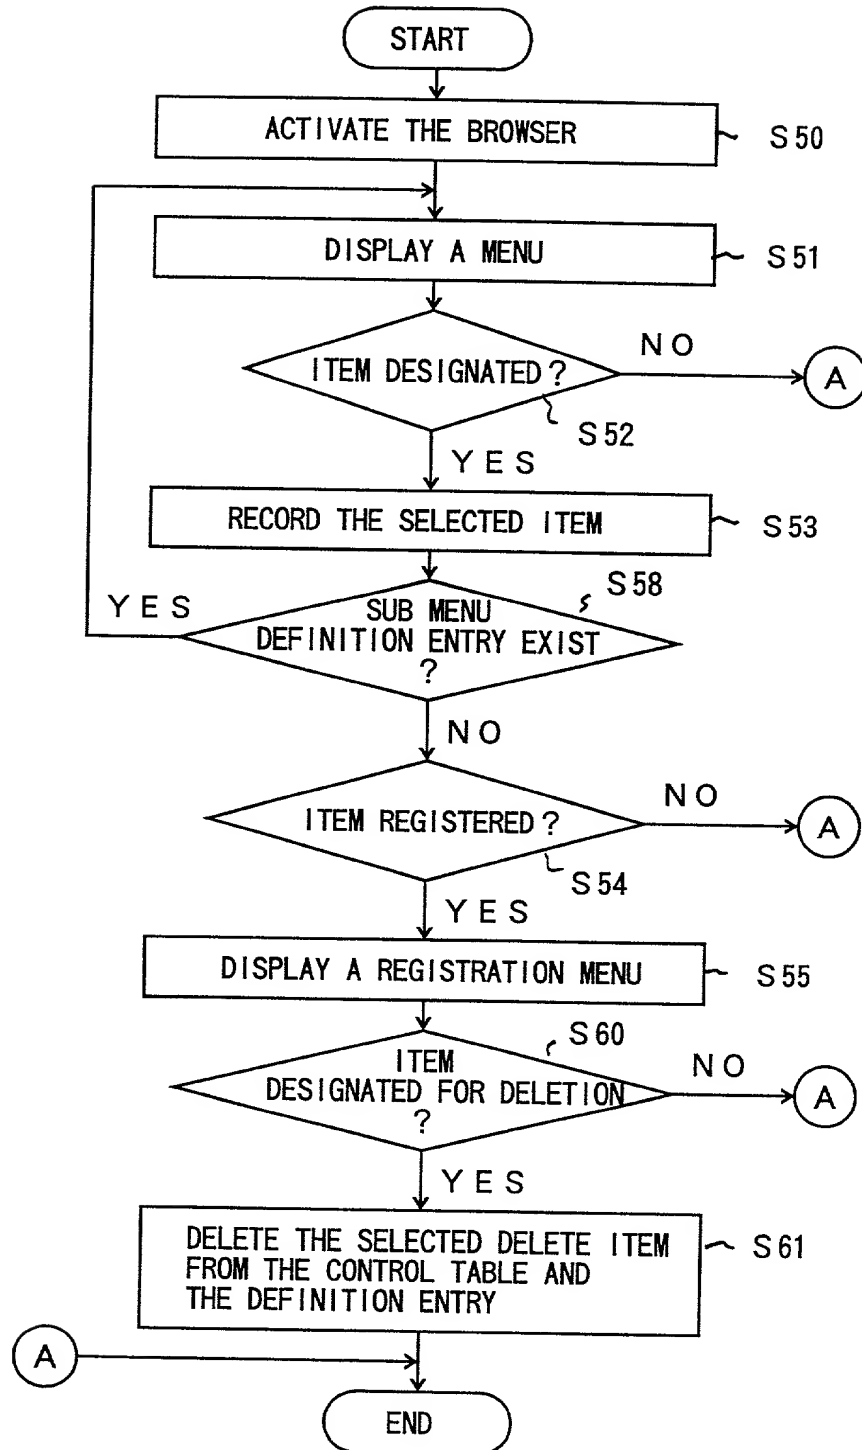 START
ACTIVATE THE BROWSER
S50
DISPLAY A MENU
S51
ITEM DESIGNATED?
NO
A
S52
YES
RECORD THE SELECTED ITEM
S53
S58
YES
SUB MENU
DEFINITION ENTRY EXIST
?
NO
ITEM REGISTERED?
NO
A
S54
YES
DISPLAY A REGISTRATION MENU
S55
S60
ITEM
DESIGNATED FOR DELETION
?
NO
A
YES
DELETE THE SELECTED DELETE ITEM
FROM THE CONTROL TABLE AND
THE DEFINITION ENTRY
S61
A
END